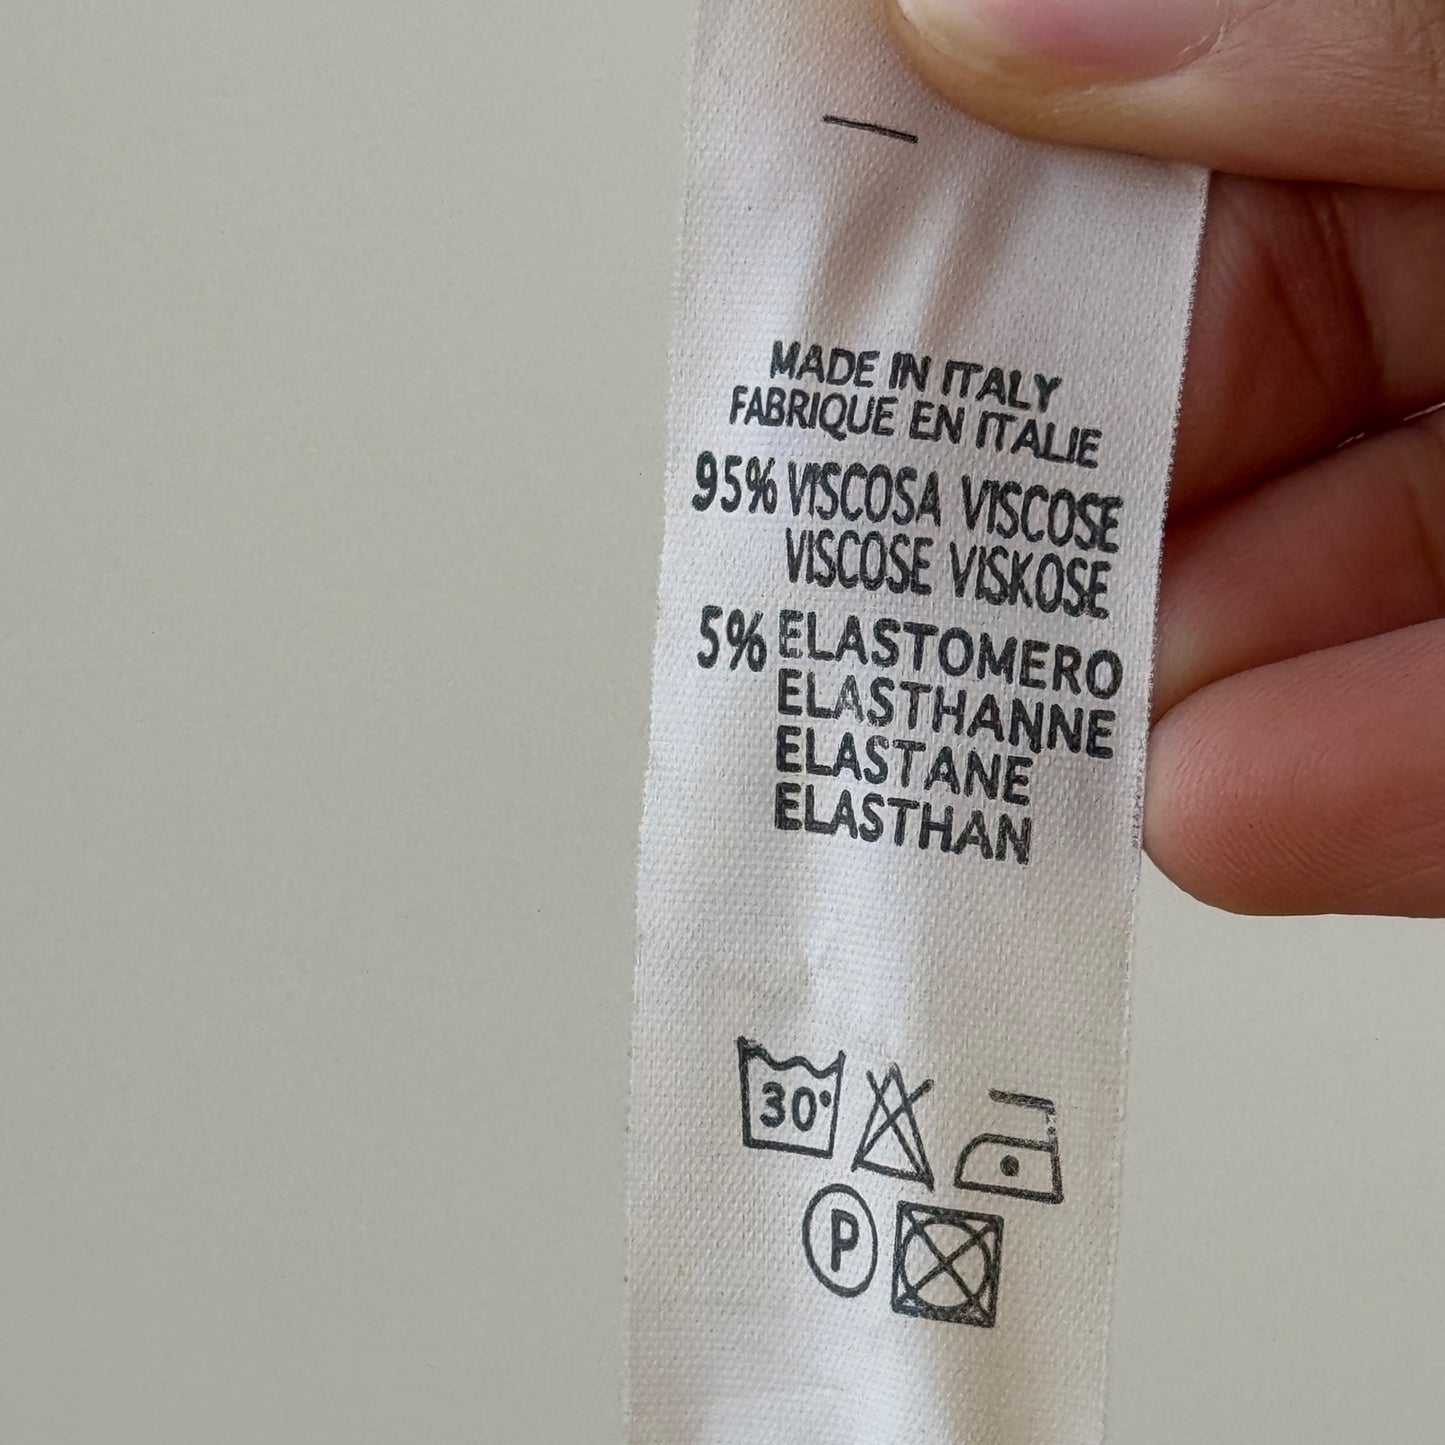 MADE IN ITALY
FABRIQUE EN ITALIE
95% VISCOSA VISCOSE
VISCOSE VISKOSE
5% ELASTOMERO
ELASTHANNE
ELASTANE
ELASTHAN
30°
P